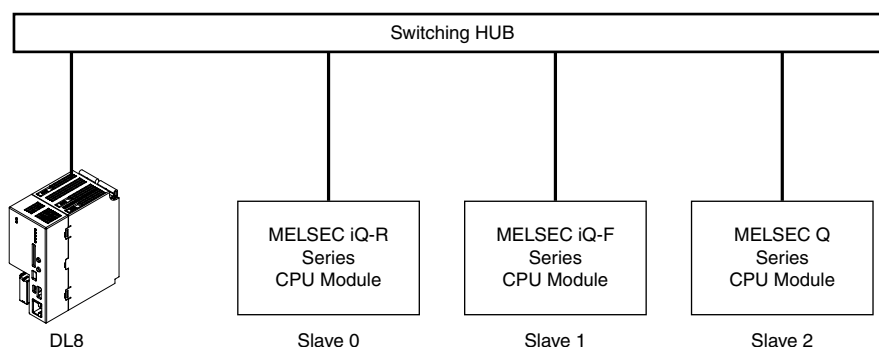 Switching HUB
MELSEC iQ-R
Series
CPU Module
MELSEC iQ-F
Series
CPU Module
MELSEC Q
Series
CPU Module
DL8
Slave 0
Slave 1
Slave 2